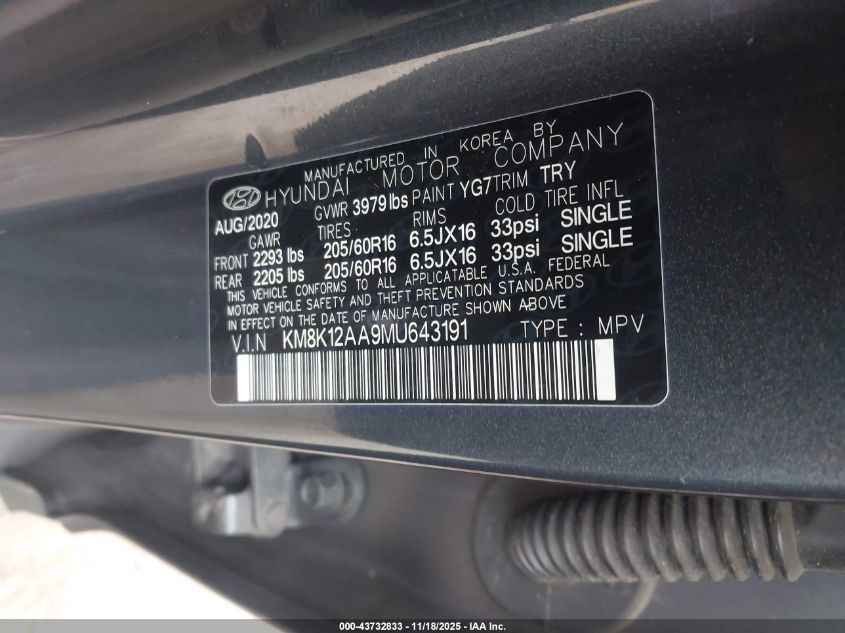 MANUFACTURED IN KOREA BY
HYUNDAI MOTOR COMPANY
AUG/2020 GVWR 3979 lbs PAINT YG7 TRIM TRY
GAWR TIRES RIMS COLD TIRE INFL
FRONT 2293 lbs 205/60R16 6.5JX16 33psi SINGLE
REAR 2205 lbs 205/60R16 6.5JX16 33psi SINGLE
THIS VEHICLE CONFORMS TO ALL APPLICATABLE U.S.A. FEDERAL
MOTOR VEHICLE SAFETY AND THEFT PREVENTION STANDARDS
IN EFFECT ON THE DATE OF MANUFACTURE SHOWN ABOVE
V.I.N KM8K12AA9MU643191 TYPE : MPV
000-43732833 - 11/18/2025 - IAA Inc.